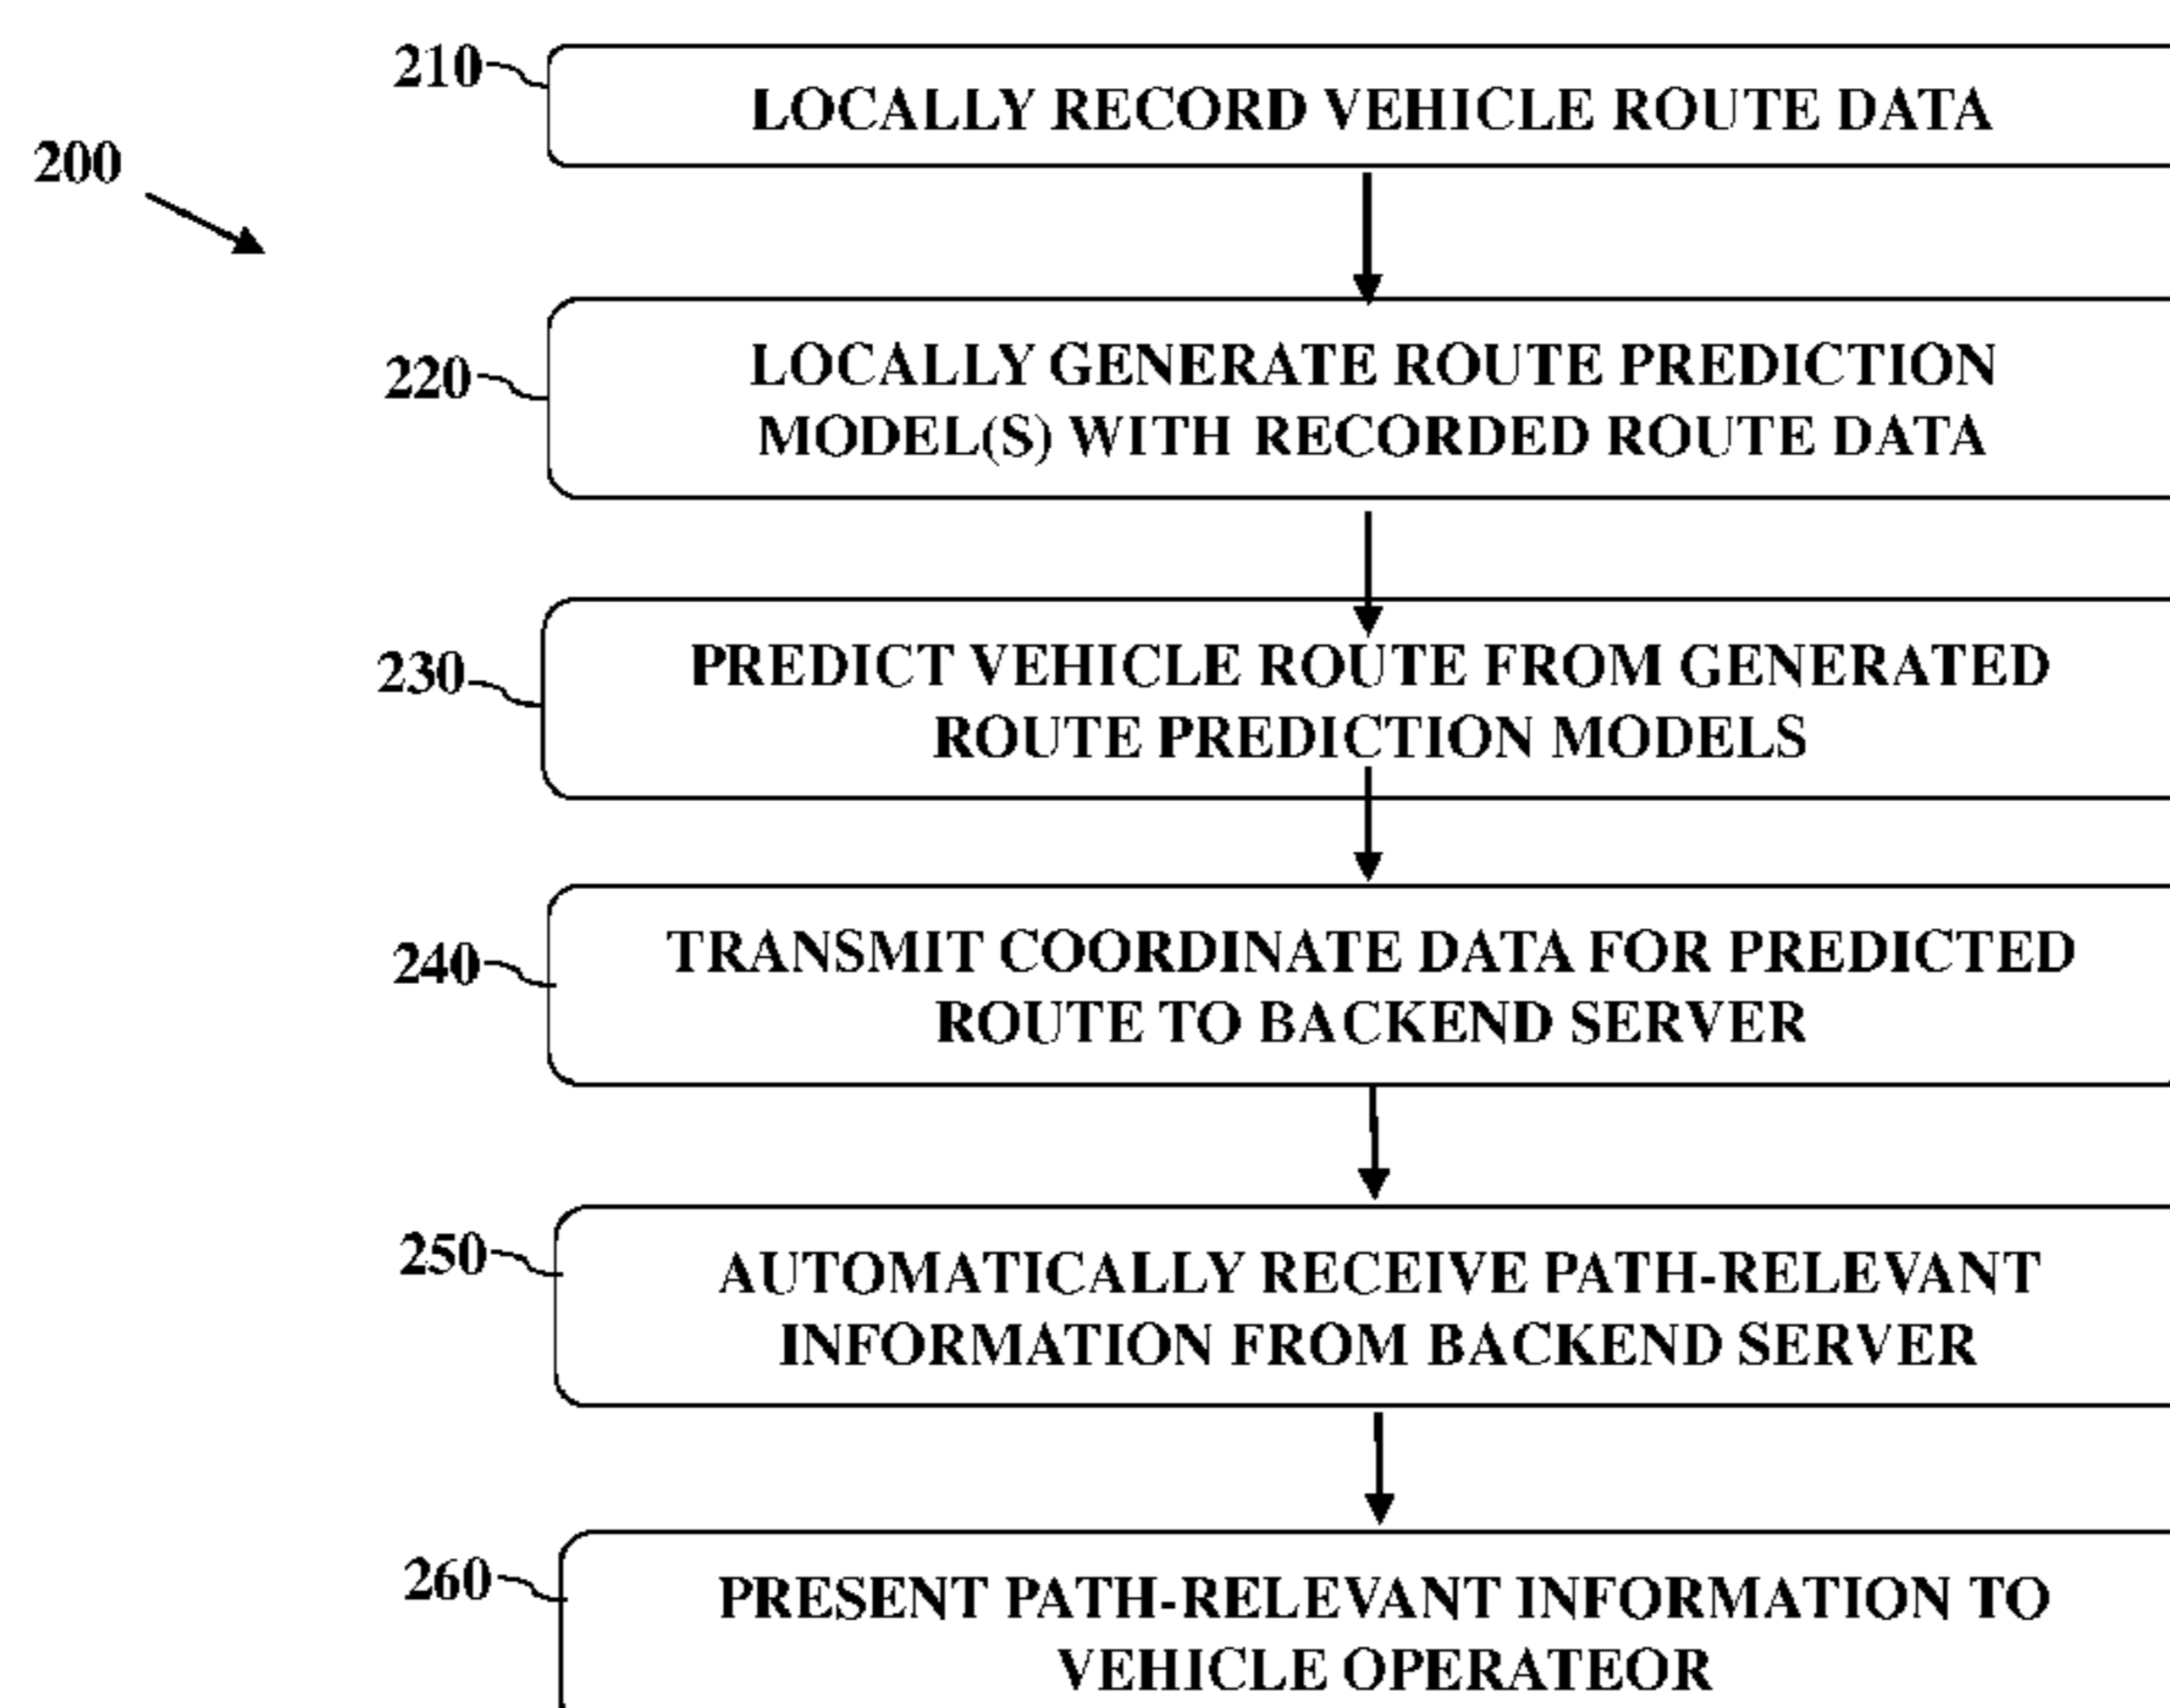 210
LOCALLY RECORD VEHICLE ROUTE DATA
200
220
LOCALLY GENERATE ROUTE PREDICTION
MODEL(S) WITH RECORDED ROUTE DATA
230
PREDICT VEHICLE ROUTE FROM GENERATED
ROUTE PREDICTION MODELS
240
TRANSMIT COORDINATE DATA FOR PREDICTED
ROUTE TO BACKEND SERVER
250
AUTOMATICALLY RECEIVE PATH-RELEVANT
INFORMATION FROM BACKEND SERVER
260
PRESENT PATH-RELEVANT INFORMATION TO
VEHICLE OPERATEOR